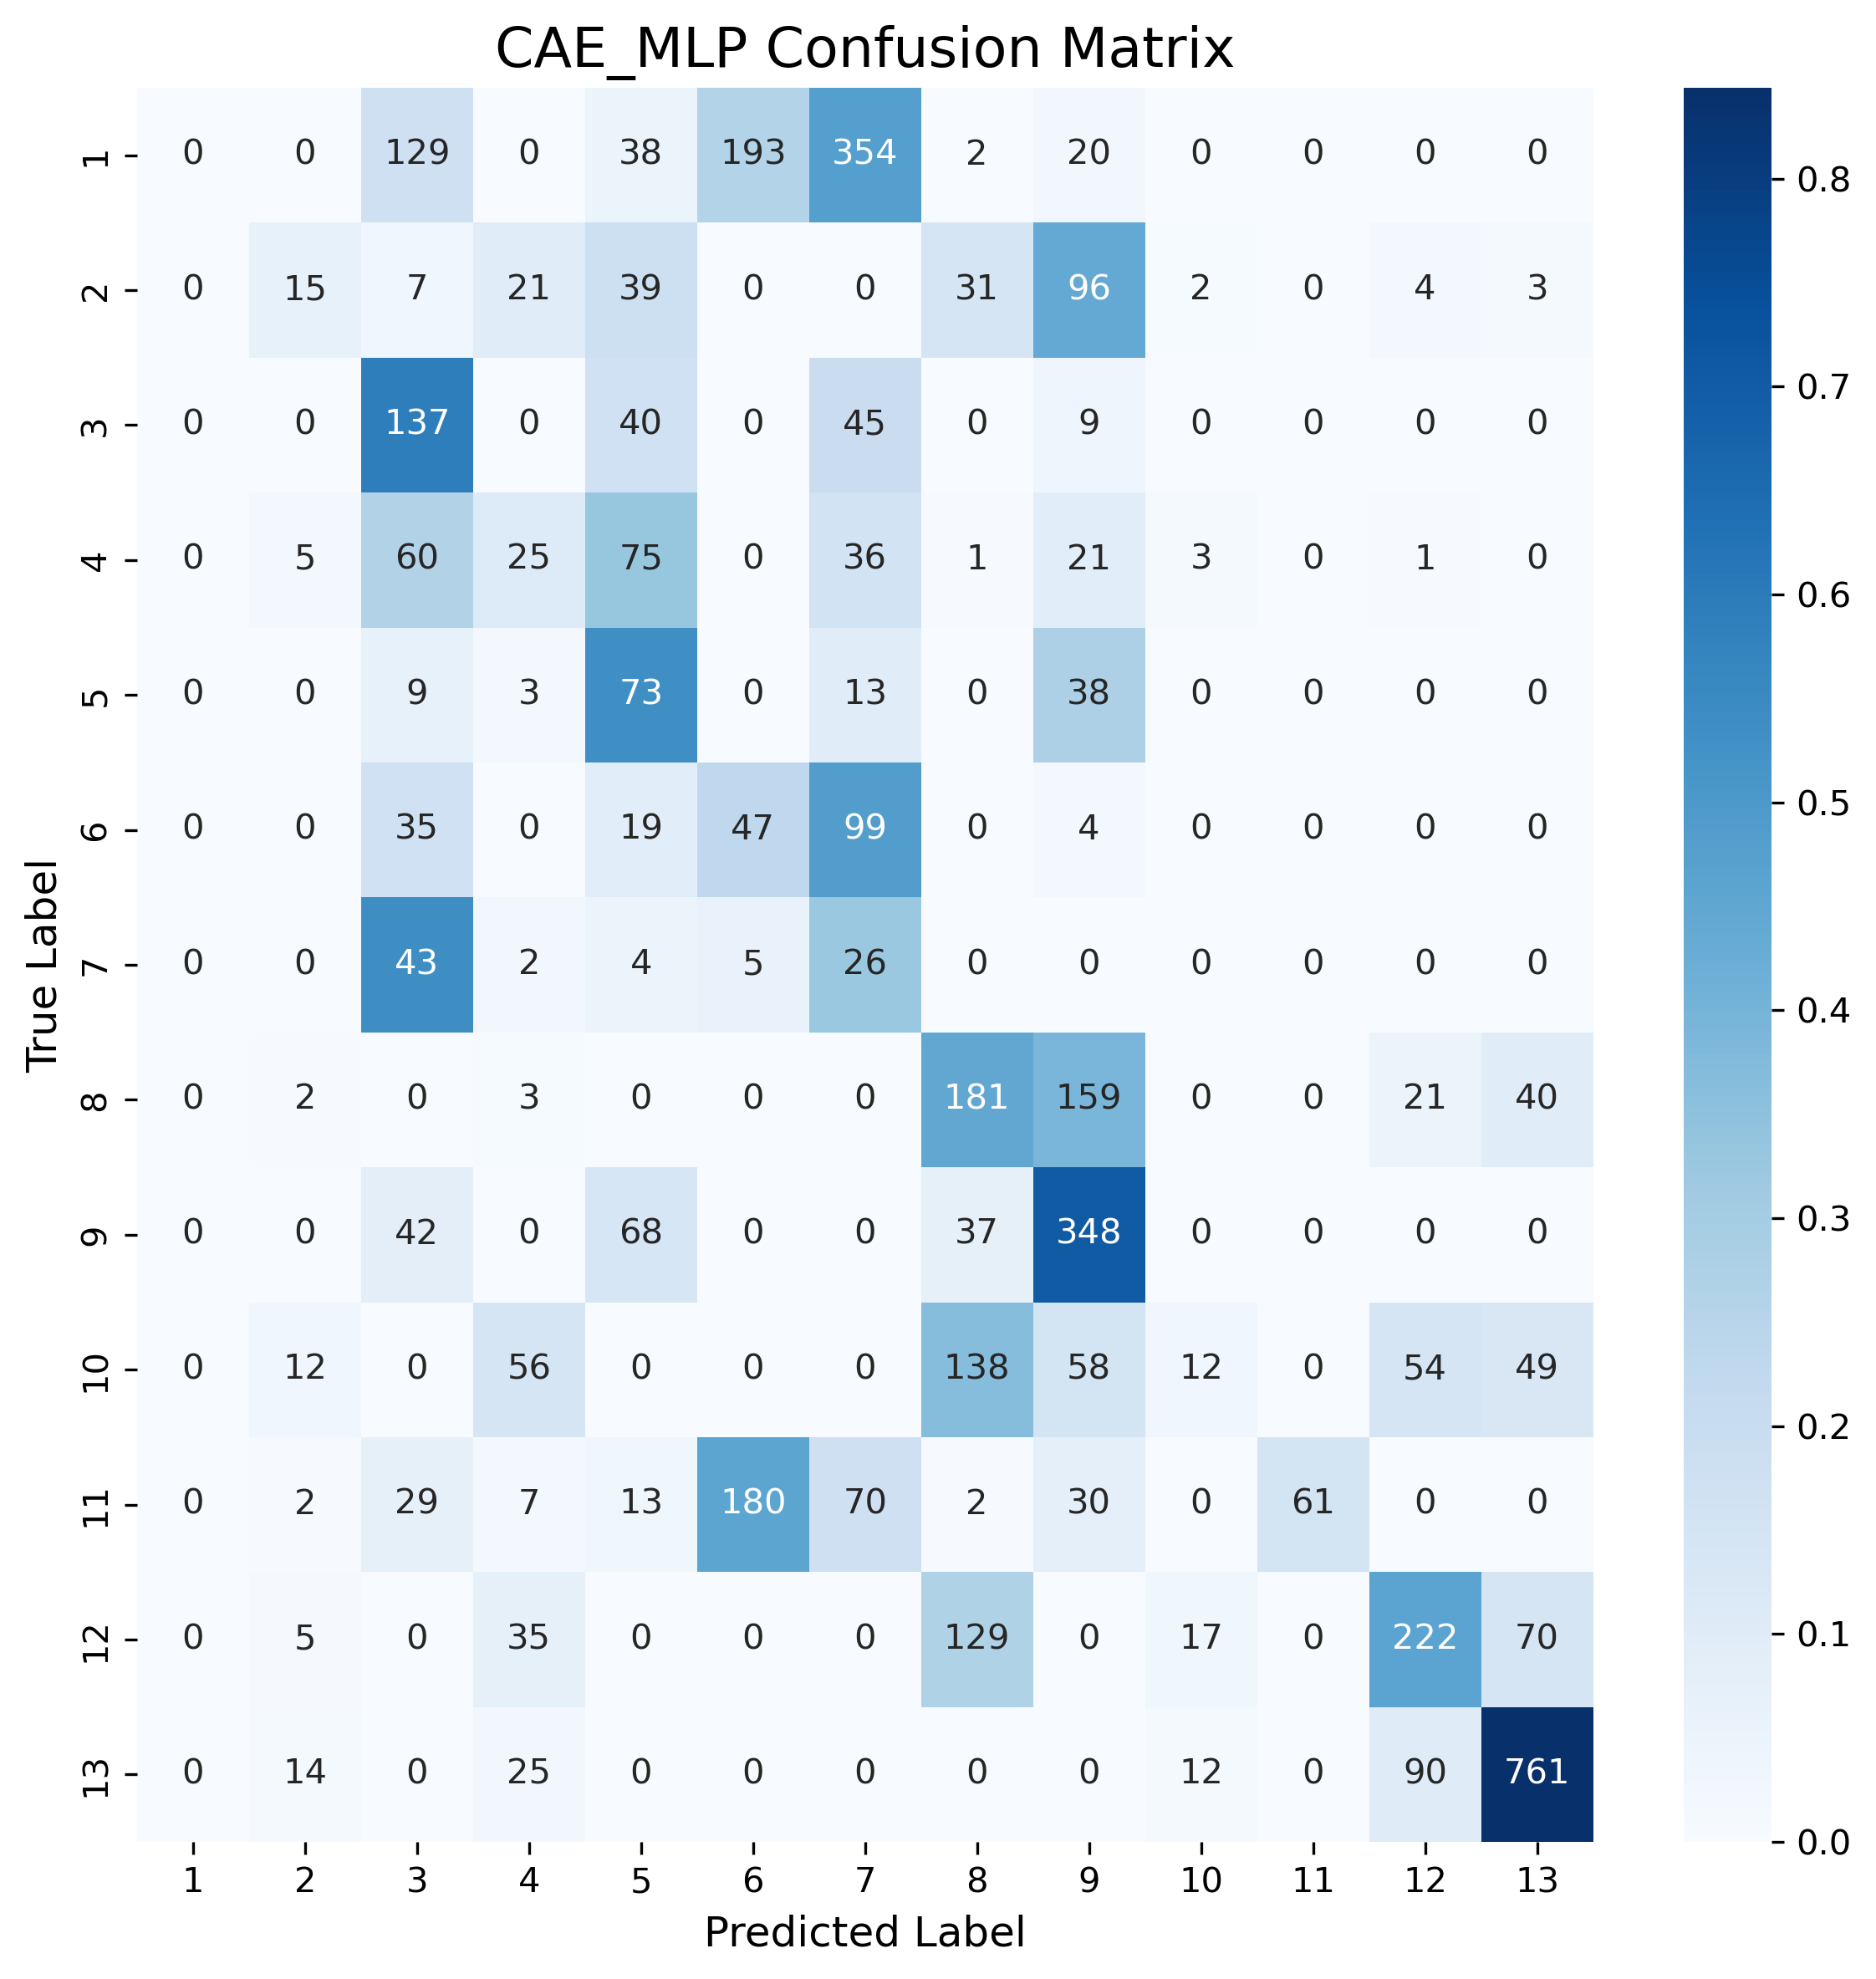 CAE_MLP Confusion Matrix
1 0 0 129 0 38 193 354 2 20 0 0 0 0
2 0 15 7 21 39 0 0 31 96 2 0 4 3
3 0 0 137 0 40 0 45 0 9 0 0 0 0
4 0 5 60 25 75 0 36 1 21 3 0 1 0
5 0 0 9 3 73 0 13 0 38 0 0 0 0
6 0 0 35 0 19 47 99 0 4 0 0 0 0
7 0 0 43 2 4 5 26 0 0 0 0 0 0
8 0 2 0 3 0 0 0 181 159 0 0 21 40
9 0 0 42 0 68 0 0 37 348 0 0 0 0
10 0 12 0 56 0 0 0 138 58 12 0 54 49
11 0 2 29 7 13 180 70 2 30 0 61 0 0
12 0 5 0 35 0 0 0 129 0 17 0 222 70
13 0 14 0 25 0 0 0 0 0 12 0 90 761
1 2 3 4 5 6 7 8 9 10 11 12 13
Predicted Label
True Label
0.8
0.7
0.6
0.5
0.4
0.3
0.2
0.1
0.0